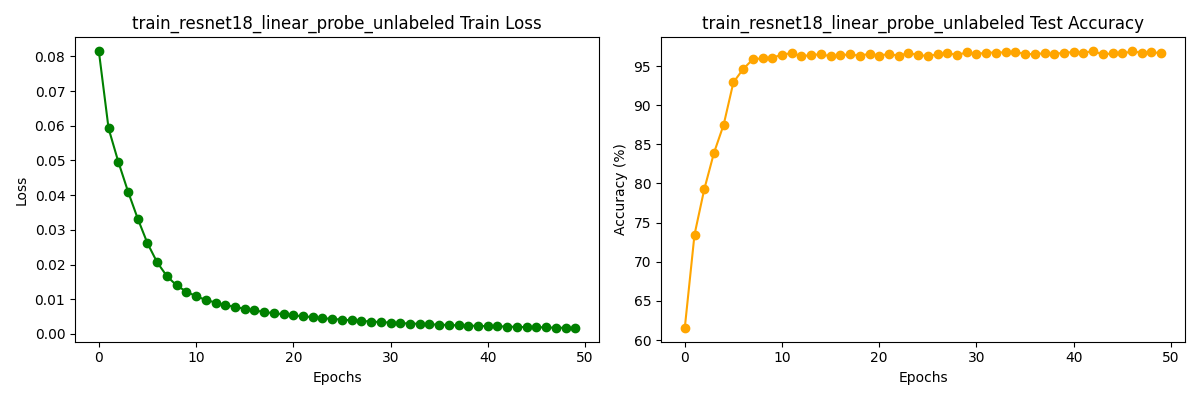 train_resnet18_linear_probe_unlabeled Train Loss
Loss
0.08
0.07
0.06
0.05
0.04
0.03
0.02
0.01
0.00
0 10 20 30 40 50
Epochs
train_resnet18_linear_probe_unlabeled Test Accuracy
Accuracy (%)
95
90
85
80
75
70
65
60
0 10 20 30 40 50
Epochs